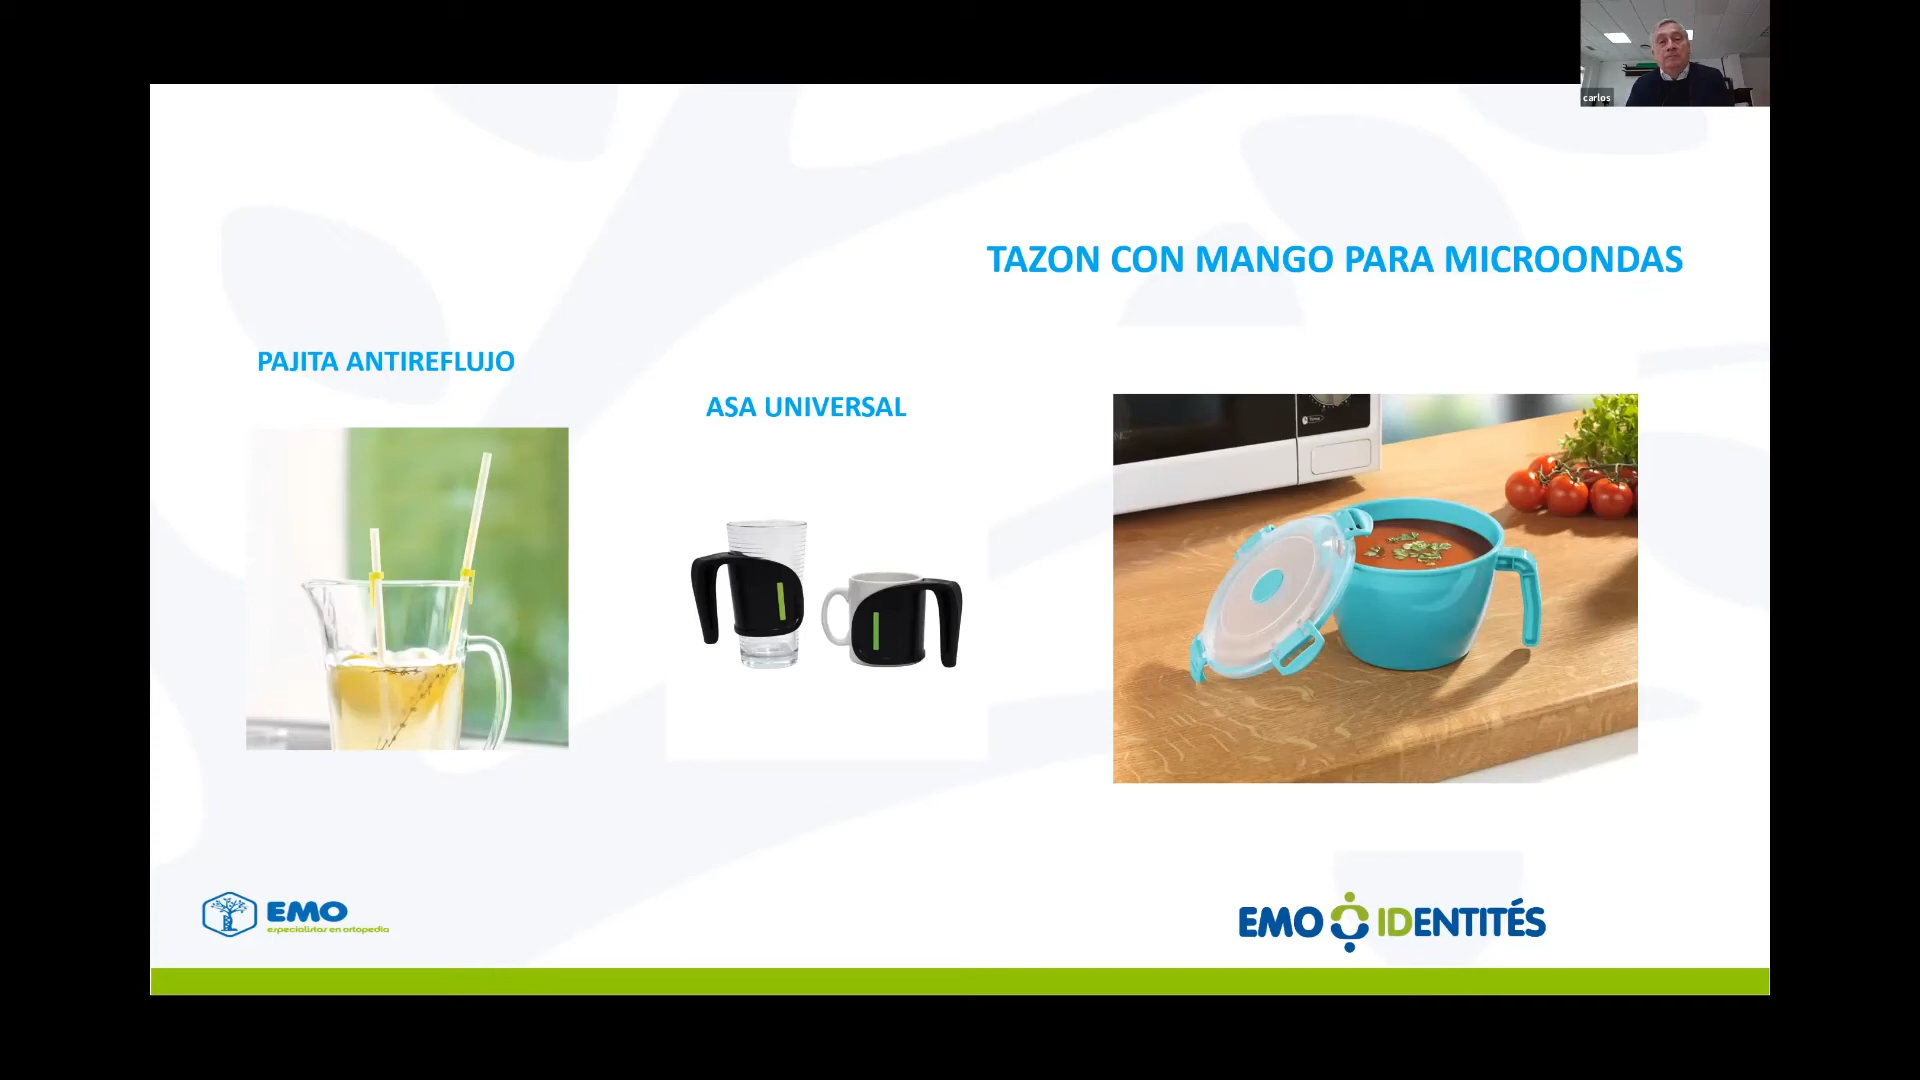 carlos
TAZON CON MANGO PARA MICROONDAS
PAJITA ANTIREFLUJO
ASA UNIVERSAL
EMO
especialistas en ortopedia
EMO IDENTITÉS